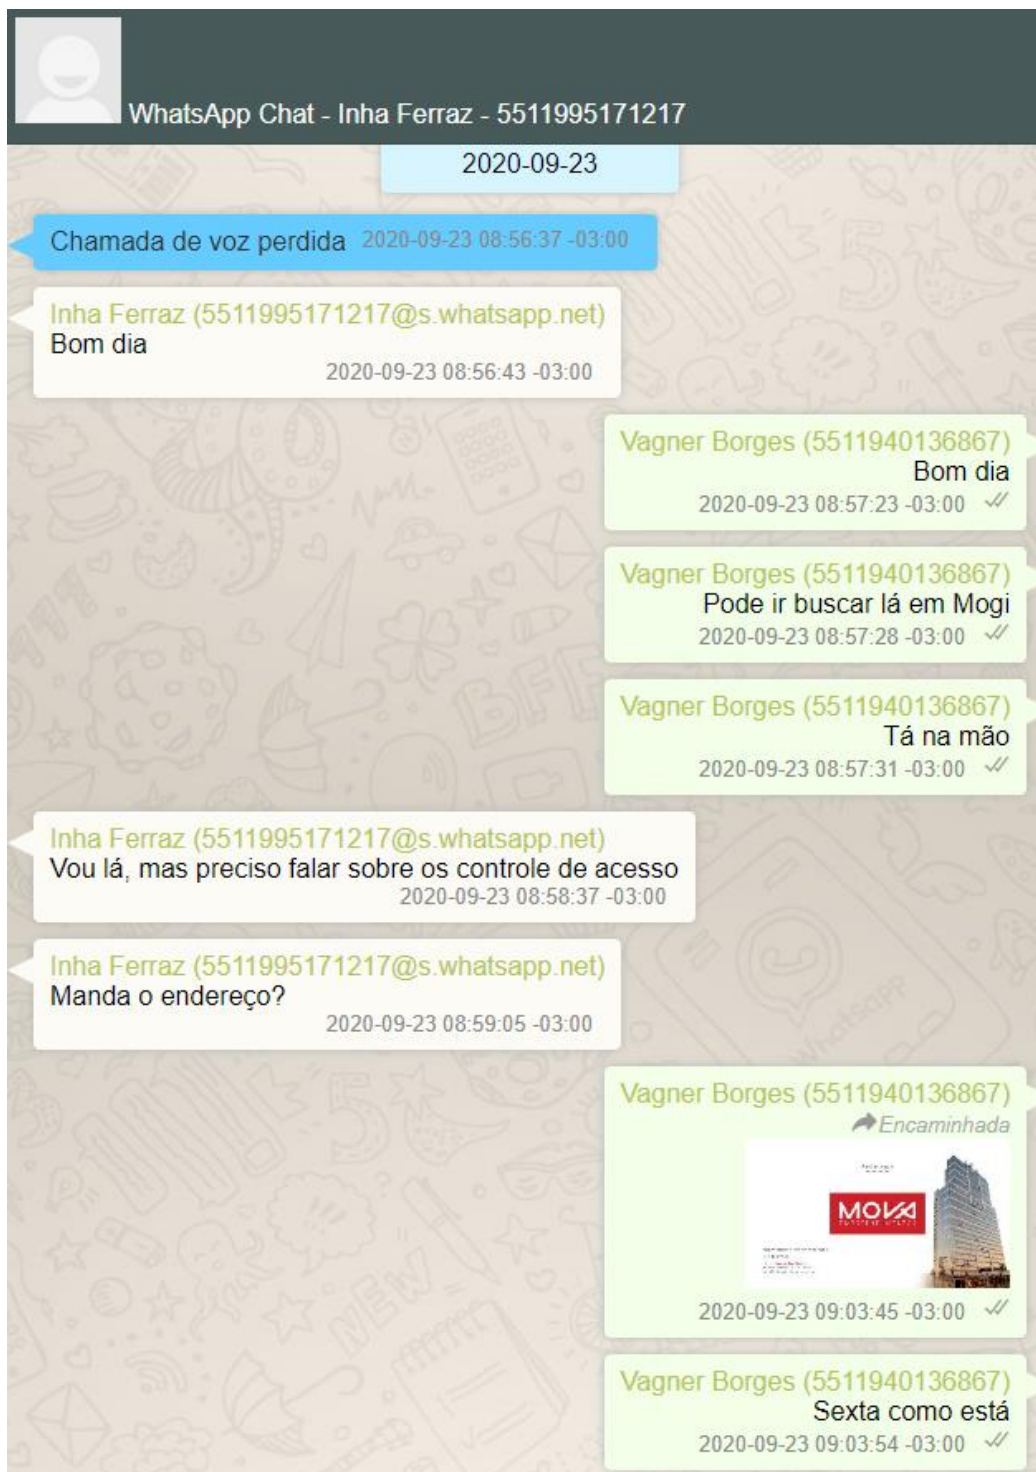 WhatsApp Chat - Inha Ferraz - 5511995171217
2020-09-23
Chamada de voz perdida 2020-09-23 08:56:37 -03:00
Inha Ferraz (5511995171217@s.whatsapp.net)
Bom dia
2020-09-23 08:56:43 -03:00
Vagner Borges (5511940136867)
Bom dia
2020-09-23 08:57:23 -03:00
Vagner Borges (5511940136867)
Pode ir buscar lá em Mogi
2020-09-23 08:57:28 -03:00
Vagner Borges (5511940136867)
Tá na mão
2020-09-23 08:57:31 -03:00
Inha Ferraz (5511995171217@s.whatsapp.net)
Vou lá, mas preciso falar sobre os controle de acesso
2020-09-23 08:58:37 -03:00
Inha Ferraz (5511995171217@s.whatsapp.net)
Manda o endereço?
2020-09-23 08:59:05 -03:00
Vagner Borges (5511940136867)
Encaminhada
MOVA
2020-09-23 09:03:45 -03:00
Vagner Borges (5511940136867)
Sexta como está
2020-09-23 09:03:54 -03:00